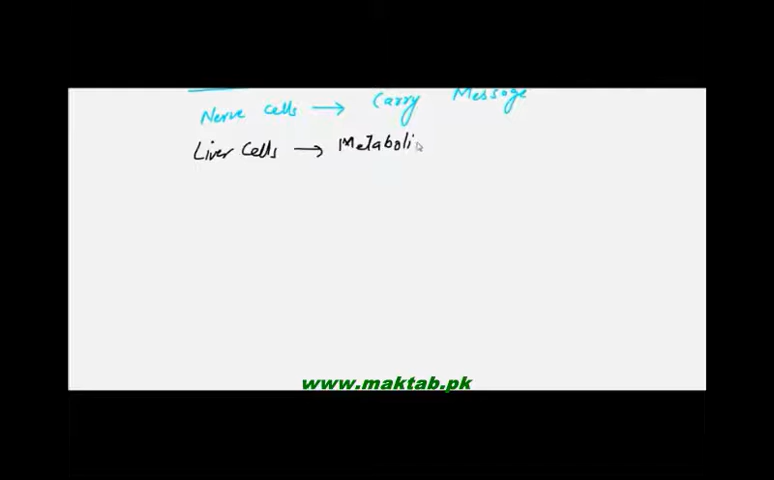 Nerve cells → Carry Message
Liver Cells → Metaboli
www.maktab.pk